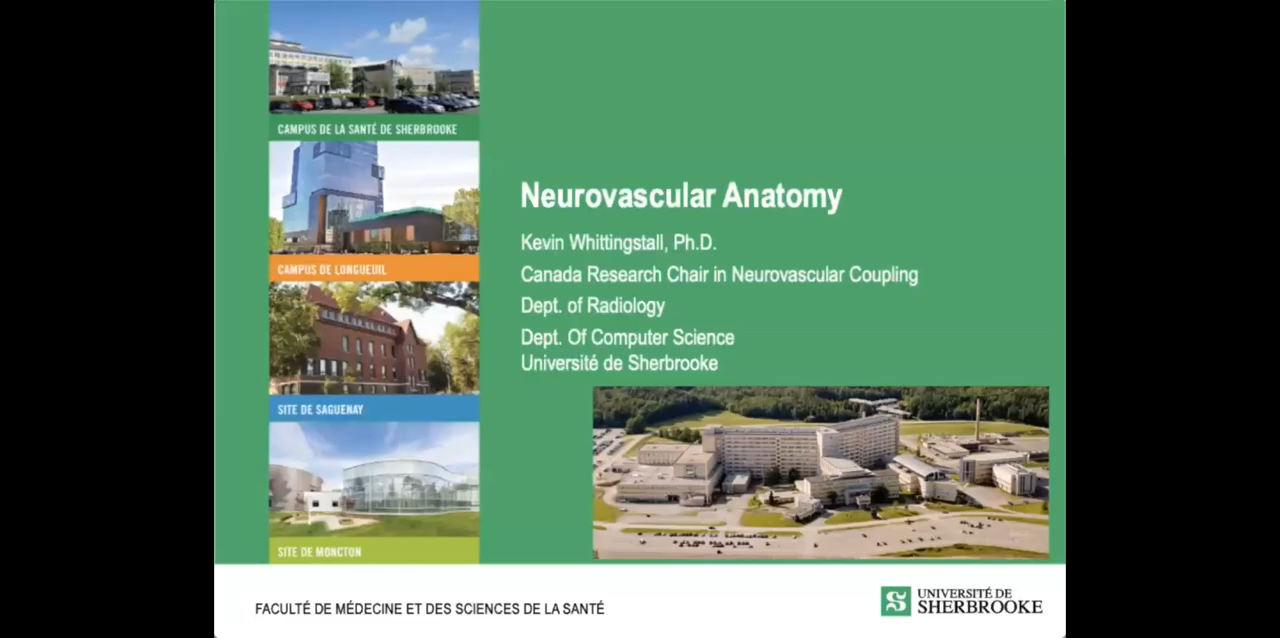 CAMPUS DE LA SANTÉ DE SHERBROOKE
CAMPUS DE LONGUEUIL
SITE DE SAGUENAY
SITE DE MONCTON
Neurovascular Anatomy
Kevin Whittingstall, Ph.D.
Canada Research Chair in Neurovascular Coupling
Dept. of Radiology
Dept. Of Computer Science
Université de Sherbrooke
FACULTÉ DE MÉDECINE ET DES SCIENCES DE LA SANTÉ
UNIVERSITÉ DE
SHERBROOKE